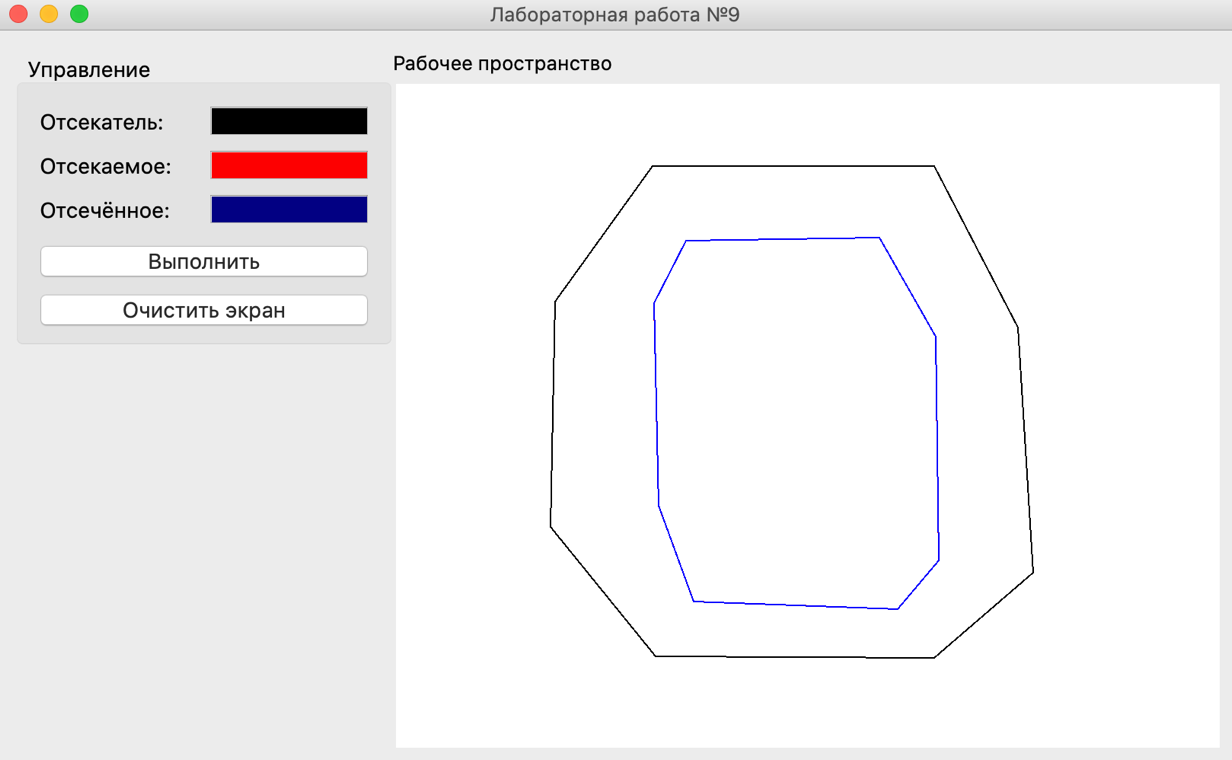 Лабораторная работа №9
Управление
Рабочее пространство
Отсекатель:
Отсекаемое:
Отсечённое:
Выполнить
Очистить экран